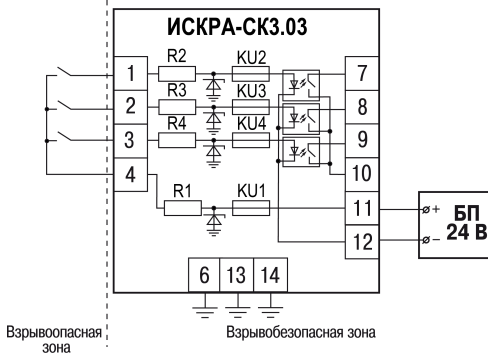 ИСКРА-СК3.03
R2 KU2
1 7
R3 KU3
2 8
R4 KU4
3 9
4 10
R1 KU1
11
12
+ БП
− 24 В
6 13 14
Взрывоопасная зона
Взрывобезопасная зона